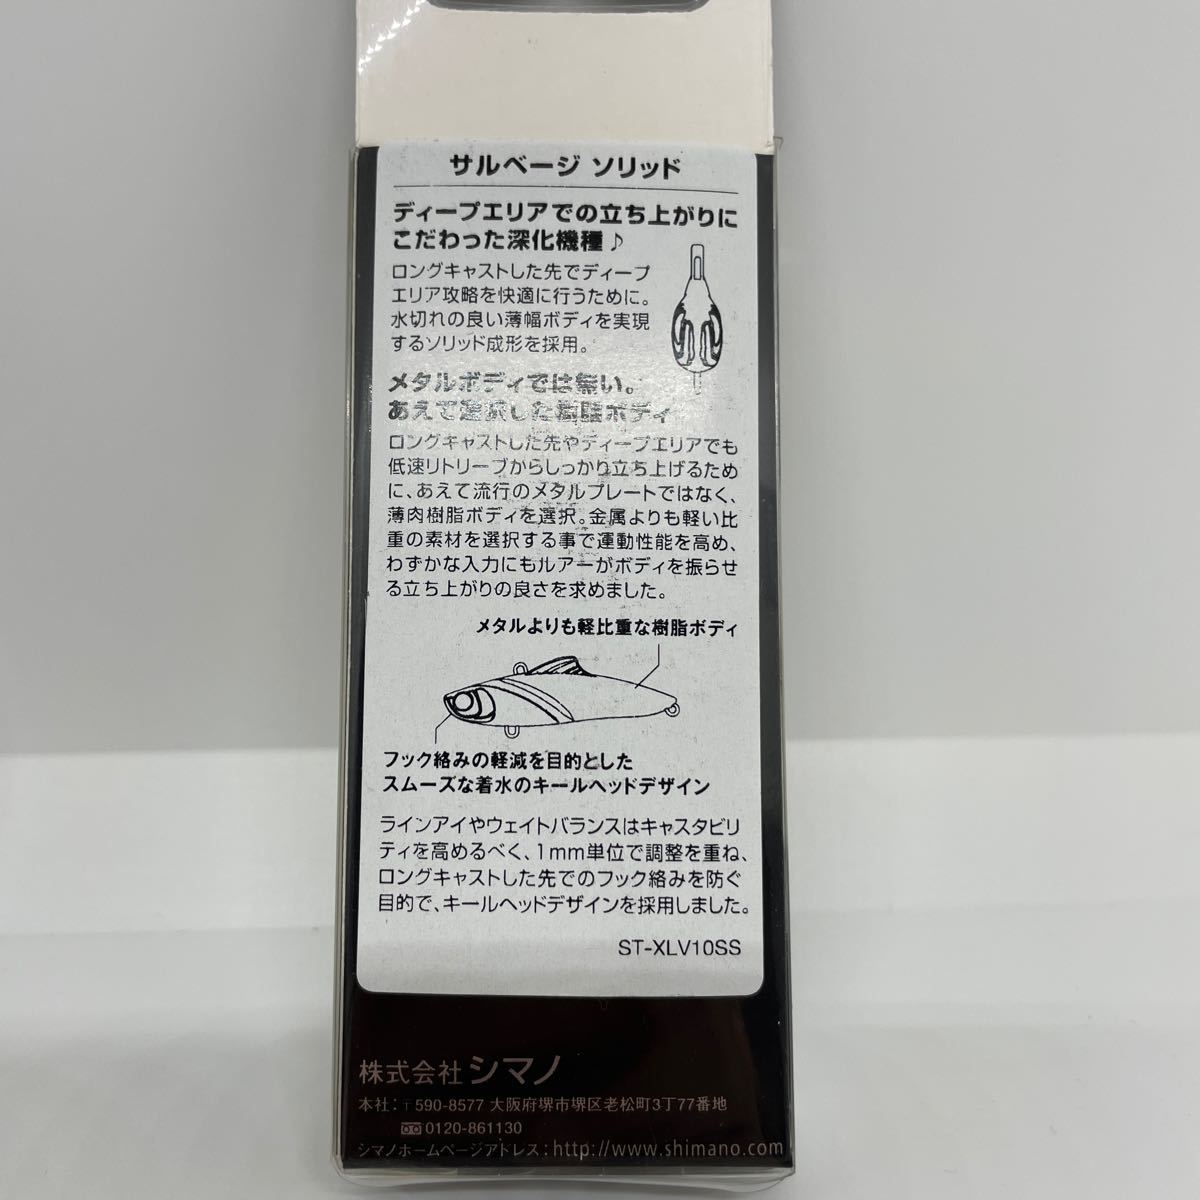 サルベージ ソリッド
ディープエリアでの立ち上がりに
こだわった深化機種♪
ロングキャストした先でディープ
エリア攻略を快適に行うために。
水切れの良い薄幅ボディを実現
するソリッド成形を採用。
メタルボディでは無い。
あえて選択した樹脂ボディ
ロングキャストした先やディープエリアでも
低速リトリーブからしっかり立ち上げるため
に、あえて流行のメタルプレートではなく、
薄肉樹脂ボディを選択。金属よりも軽い比
重の素材を選択する事で運動性能を高め、
わずかな入力にもルアーがボディを振らせ
る立ち上がりの良さを求めました。
メタルよりも軽比重な樹脂ボディ
フック絡みの軽減を目的とした
スムーズな着水のキールヘッドデザイン
ラインアイやウェイトバランスはキャスタビリ
ティを高めるべく、1mm単位で調整を重ね、
ロングキャストした先でのフック絡みを防ぐ
目的で、キールヘッドデザインを採用しました。
ST-XLV10SS
株式会社シマノ
本社：〒590-8577 大阪府堺市堺区老松町3丁77番地
0120-861130
シマノホームページアドレス：http://www.shimano.com